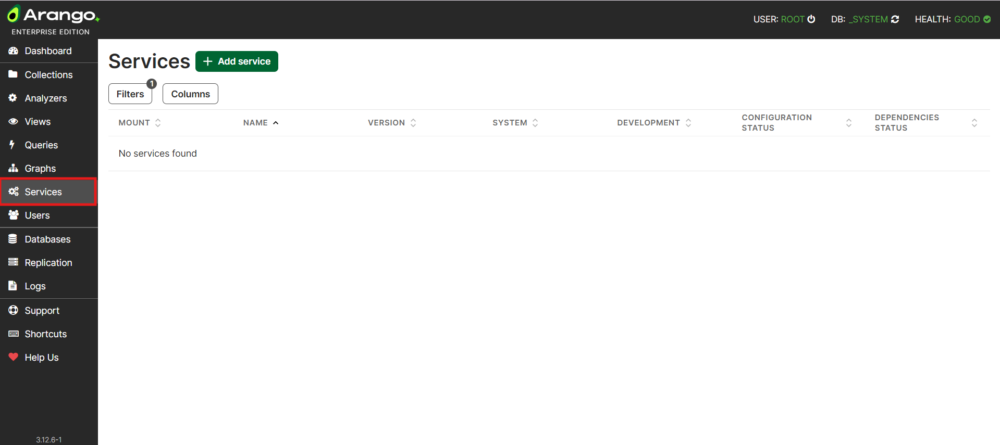 Arango
ENTERPRISE EDITION
USER: ROOT DB: _SYSTEM HEALTH: GOOD
Dashboard
Collections
Analyzers
Views
Queries
Graphs
Services
Users
Databases
Replication
Logs
Support
Shortcuts
Help Us
3.12.6-1
Services + Add service
Filters 1 Columns
MOUNT NAME VERSION SYSTEM DEVELOPMENT CONFIGURATION STATUS DEPENDENCIES STATUS
No services found